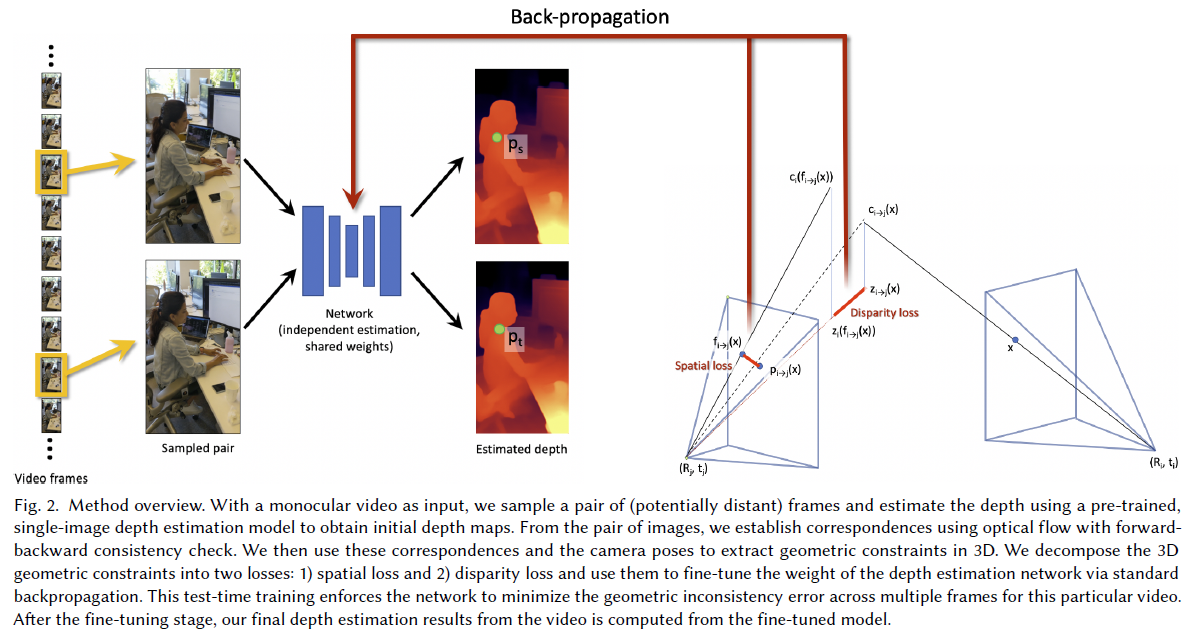 Back-propagation
p_s
p_t
Network
(independent estimation,
shared weights)
Video frames
Sampled pair
Estimated depth
c_i(f_{i→j}(x))
c_{i→j}(x)
z_{i→j}(x)
Disparity loss
z_i(f_{i→j}(x))
f_{i→j}(x)
Spatial loss
p_{i→j}(x)
x
(R_j, t_j)
(R_i, t_i)
Fig. 2. Method overview. With a monocular video as input, we sample a pair of (potentially distant) frames and estimate the depth using a pre-trained,
single-image depth estimation model to obtain initial depth maps. From the pair of images, we establish correspondences using optical flow with forward-
backward consistency check. We then use these correspondences and the camera poses to extract geometric constraints in 3D. We decompose the 3D
geometric constraints into two losses: 1) spatial loss and 2) disparity loss and use them to fine-tune the weight of the depth estimation network via standard
backpropagation. This test-time training enforces the network to minimize the geometric inconsistency error across multiple frames for this particular video.
After the fine-tuning stage, our final depth estimation results from the video is computed from the fine-tuned model.